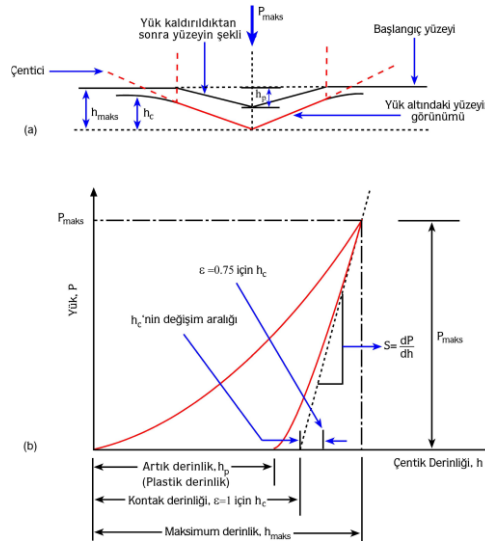 Yük kaldırıldıktan
sonra yüzeyin şekli
P_maks
Başlangıç yüzeyi
Çentici
h_p
h_maks
h_c
Yük altındaki yüzeyin
görünümü
(a)
P_maks
ε =0.75 için h_c
Yük, P
h_c'nin değişim aralığı
S= dP
dh
P_maks
(b)
Artık derinlik, h_p
(Plastik derinlik)
Çentik Derinliği, h
Kontak derinliği, ε=1 için h_c
Maksimum derinlik, h_maks